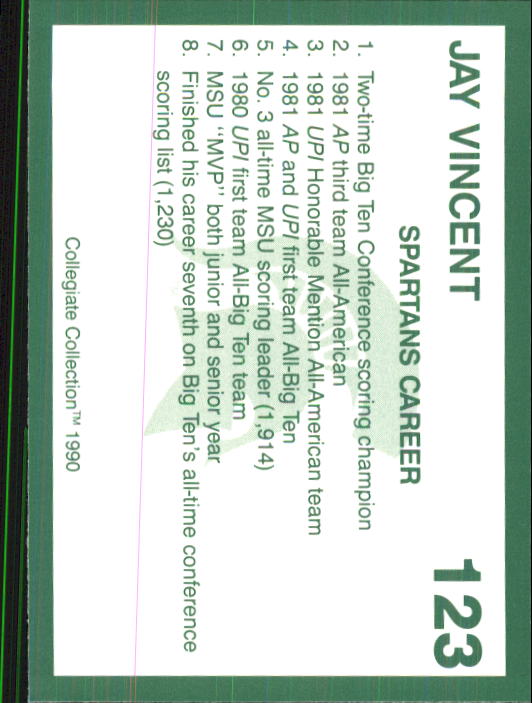 JAY VINCENT 123
SPARTANS CAREER
1. Two-time Big Ten Conference scoring champion
2. 1981 AP third team All-American
3. 1981 UPI Honorable Mention All-American team
4. 1981 AP and UPI first team All-Big Ten
5. No. 3 all-time MSU scoring leader (1,914)
6. 1980 UPI first team All-Big Ten team
7. MSU "MVP" both junior and senior year
8. Finished his career seventh on Big Ten's all-time conference
scoring list (1,230)
Collegiate Collection™ 1990